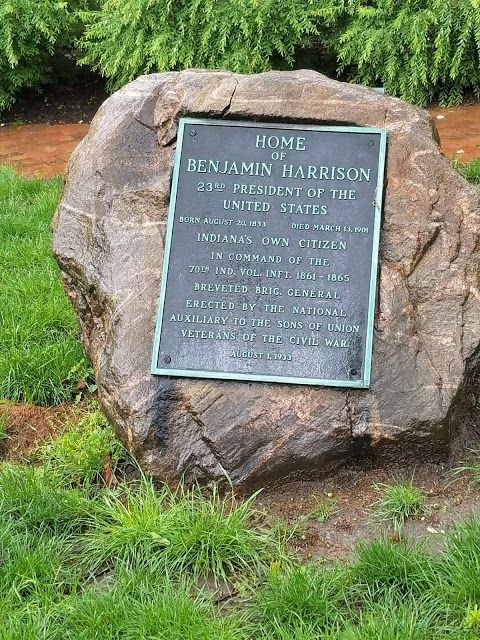 HOME
OF
BENJAMIN HARRISON
23RD PRESIDENT OF THE
UNITED STATES
BORN AUGUST 20, 1833 DIED MARCH 13, 1901
INDIANA'S OWN CITIZEN
IN COMMAND OF THE
70TH IND. VOL. INF'T. 1861-1865
BREVETED BRIG. GENERAL
ERECTED BY THE NATIONAL
AUXILIARY TO THE SONS OF UNION
VETERANS OF THE CIVIL WAR.
AUGUST 1, 1933